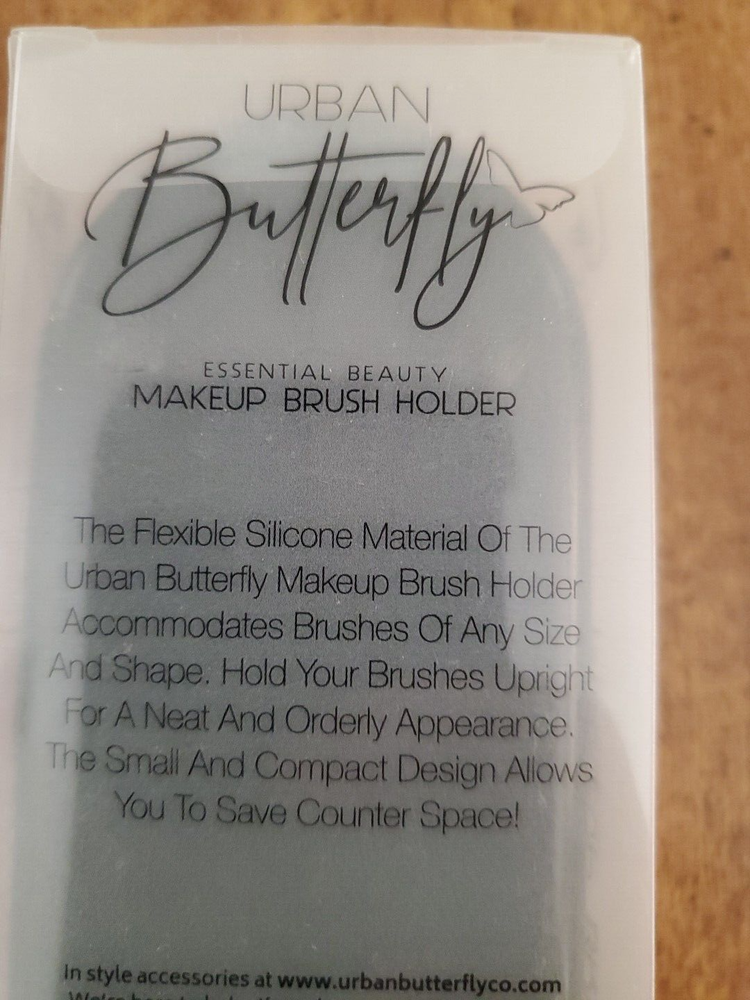 URBAN
Butterfly
ESSENTIAL BEAUTY
MAKEUP BRUSH HOLDER
The Flexible Silicone Material Of The
Urban Butterfly Makeup Brush Holder
Accommodates Brushes Of Any Size
And Shape. Hold Your Brushes Upright
For A Neat And Orderly Appearance.
The Small And Compact Design Allows
You To Save Counter Space!
In style accessories at www.urbanbutterflyco.com